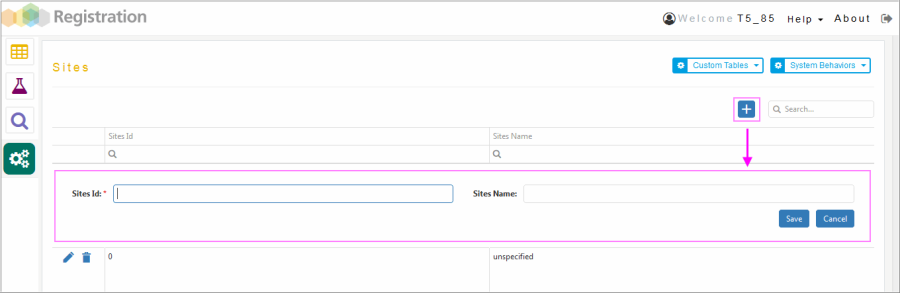 Registration
Welcome T5_85 Help About
Sites
Custom Tables System Behaviors
Search...
Sites Id Sites Name
Sites Id: * Sites Name:
Save Cancel
0 unspecified